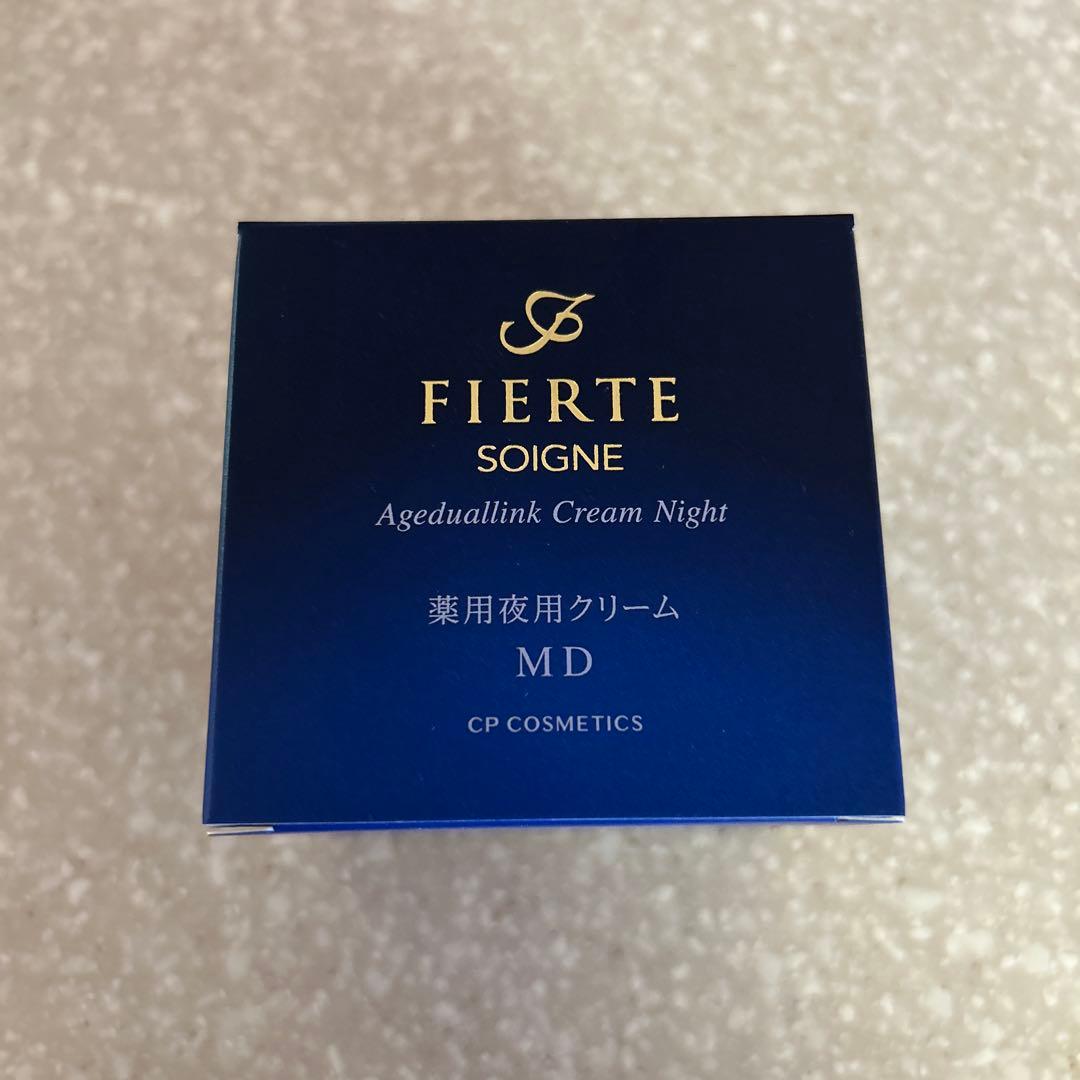 FIERTE
SOIGNE
Ageduallink Cream Night
薬用夜用クリーム
MD
CP COSMETICS